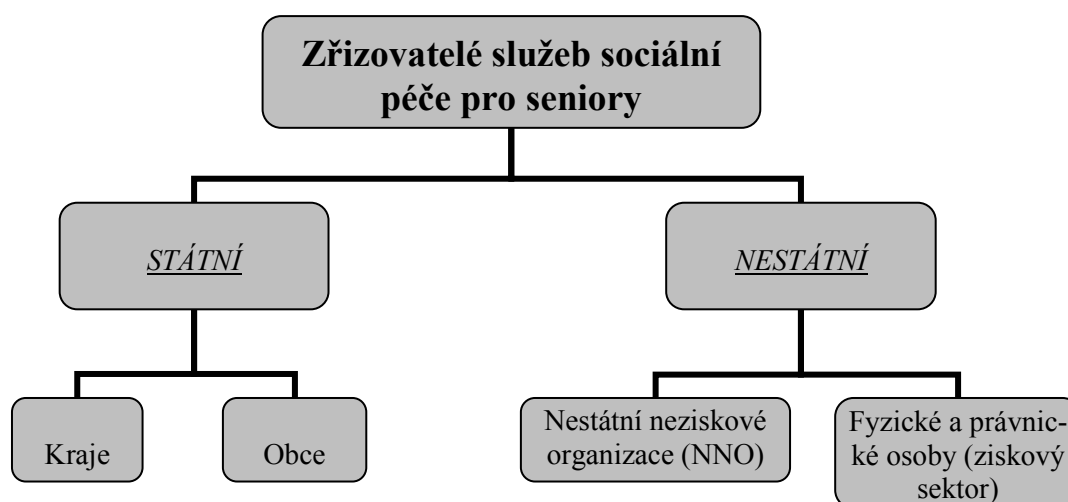 Zřizovatelé služeb sociální
péče pro seniory
STÁTNÍ
NESTÁTNÍ
Kraje
Obce
Nestátní neziskové
organizace (NNO)
Fyzické a právnic-
ké osoby (ziskový
sektor)